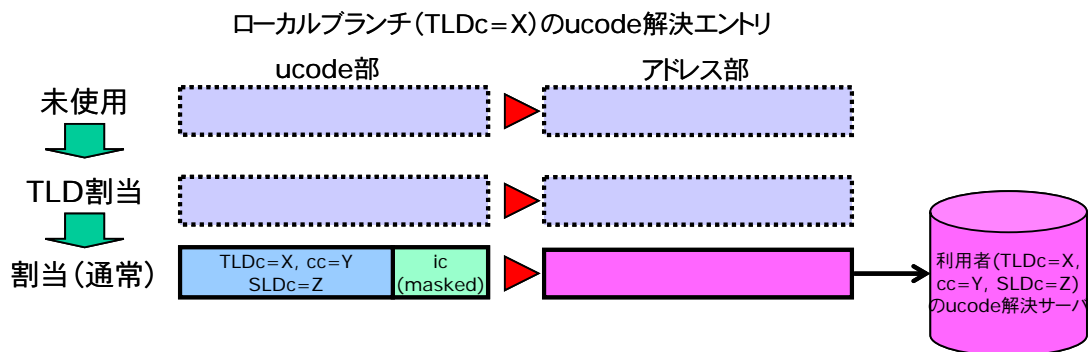 ローカルブランチ(TLDc=X)のucode解決エントリ
ucode部
アドレス部
未使用
TLD割当
割当(通常)
TLDc=X, cc=Y
SLDc=Z
ic
(masked)
利用者(TLDc=X,
cc=Y, SLDc=Z)
のucode解決サーバ